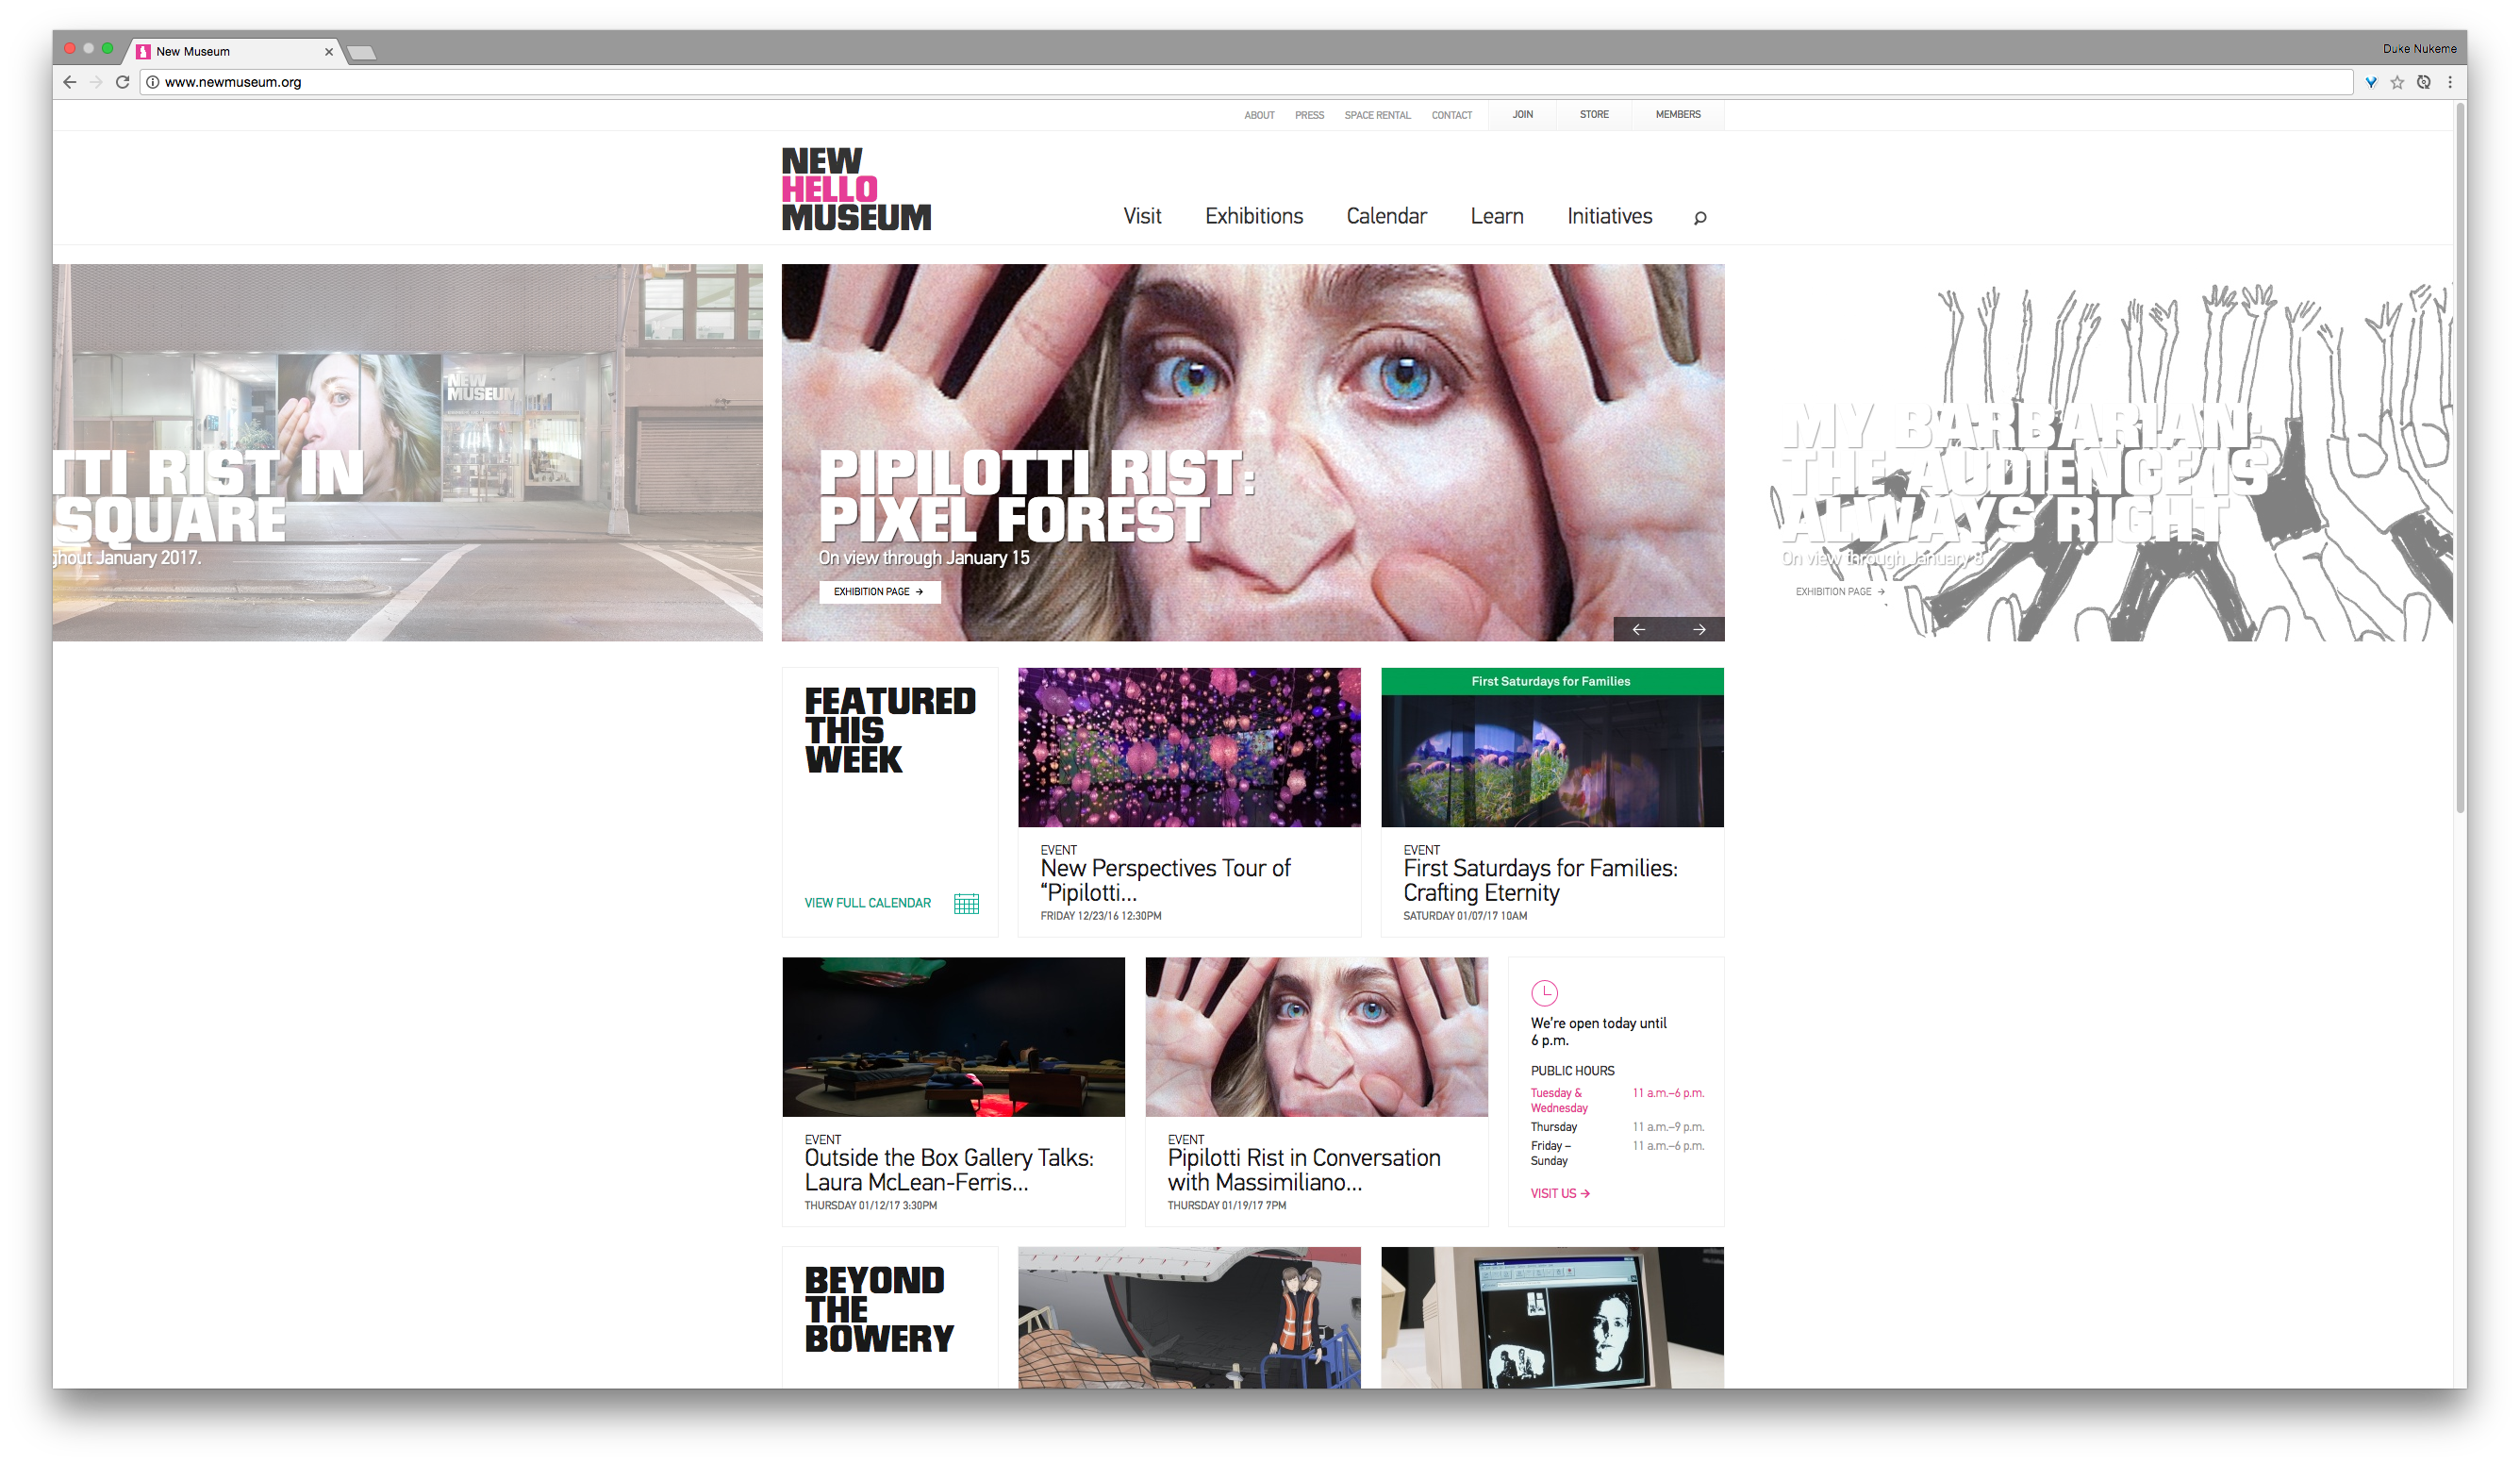 New Museum
Duke Nukeme
www.newmuseum.org
ABOUT PRESS SPACE RENTAL CONTACT JOIN STORE MEMBERS
NEW
HELLO
MUSEUM
Visit Exhibitions Calendar Learn Initiatives
NEW
MUSEUM
TTI RIST IN
SQUARE
ghout January 2017.
PIPILOTTI RIST:
PIXEL FOREST
On view through January 15
EXHIBITION PAGE →
MY BARBARIAN:
THE AUDIENCE IS
ALWAYS RIGHT
On view through January 8
EXHIBITION PAGE →
FEATURED
THIS
WEEK
VIEW FULL CALENDAR
EVENT
New Perspectives Tour of
“Pipilotti...
FRIDAY 12/23/16 12:30PM
First Saturdays for Families
EVENT
First Saturdays for Families:
Crafting Eternity
SATURDAY 01/07/17 10AM
EVENT
Outside the Box Gallery Talks:
Laura McLean-Ferris...
THURSDAY 01/12/17 3:30PM
EVENT
Pipilotti Rist in Conversation
with Massimiliano...
THURSDAY 01/19/17 7PM
We’re open today until
6 p.m.
PUBLIC HOURS
Tuesday & 11 a.m.–6 p.m.
Wednesday
Thursday 11 a.m.–9 p.m.
Friday – 11 a.m.–6 p.m.
Sunday
VISIT US →
BEYOND
THE
BOWERY